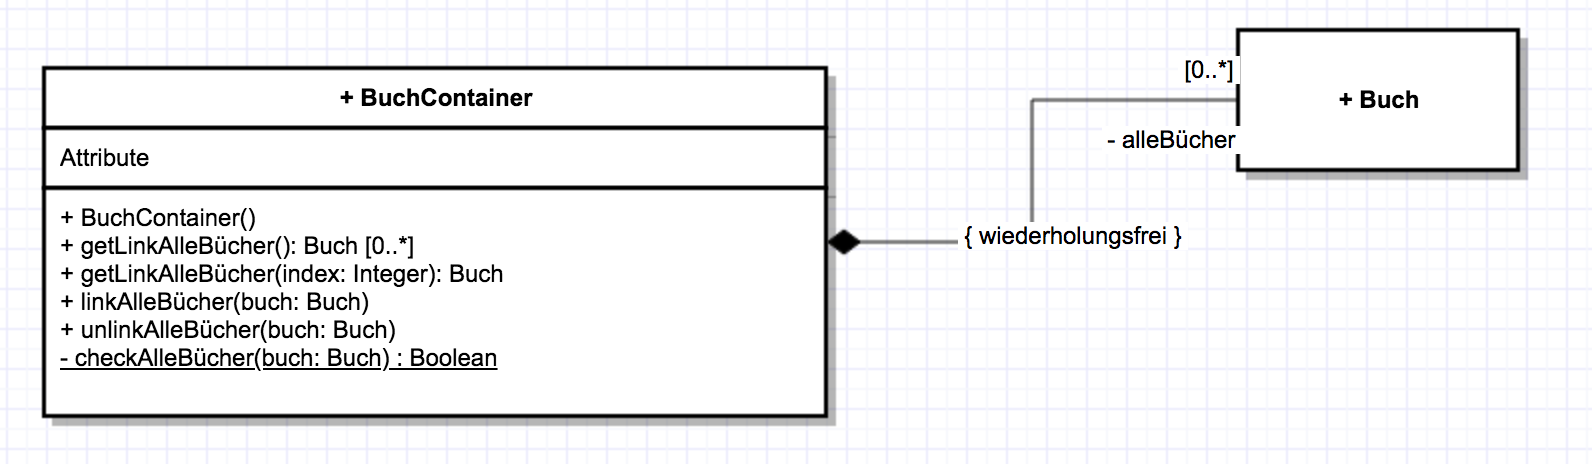 + BuchContainer
Attribute
+ BuchContainer()
+ getLinkAlleBücher(): Buch [0..*]
+ getLinkAlleBücher(index: Integer): Buch
+ linkAlleBücher(buch: Buch)
+ unlinkAlleBücher(buch: Buch)
- checkAlleBücher(buch: Buch) : Boolean
{ wiederholungsfrei }
[0..*]
- alleBücher
+ Buch